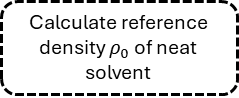 Calculate reference
density ρ₀ of neat
solvent